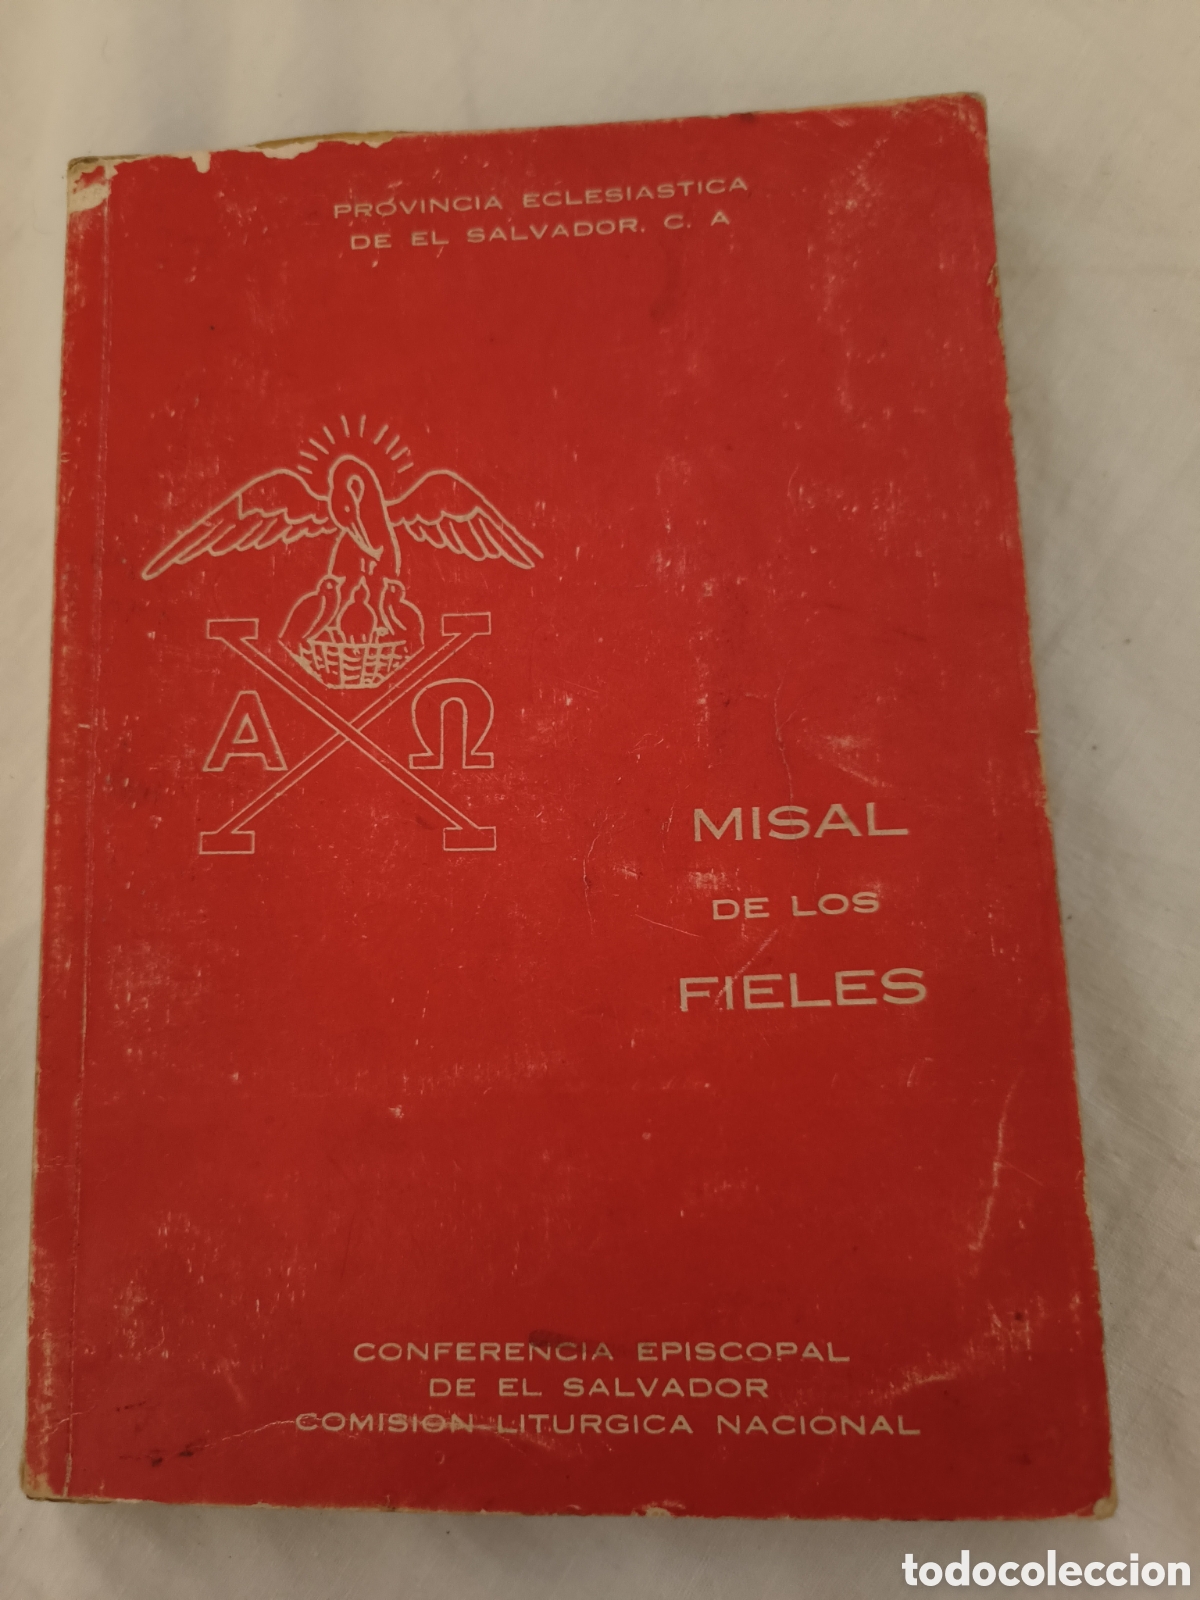 PROVINCIA ECLESIASTICA
DE EL SALVADOR, C. A
A Ω
MISAL
DE LOS
FIELES
CONFERENCIA EPISCOPAL
DE EL SALVADOR
COMISION LITURGICA NACIONAL
todocoleccion